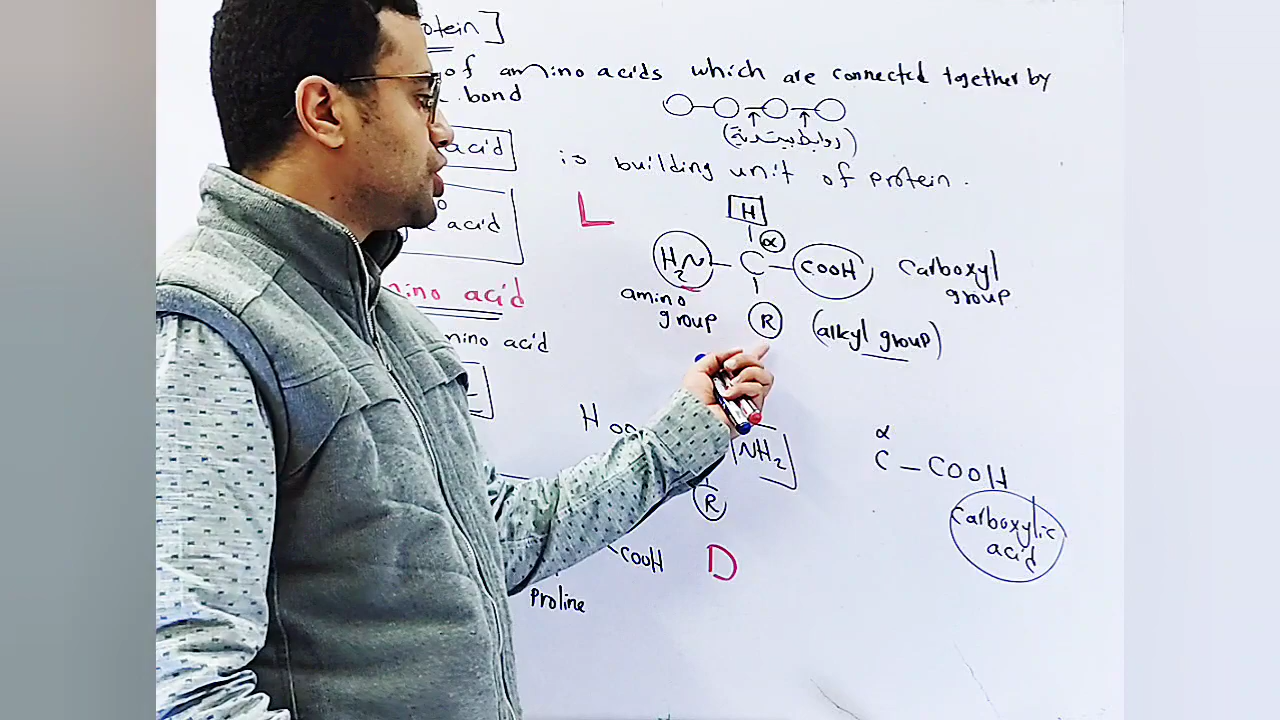 otein]
of amino acids which are connected together by
bond
(روابط ببتيدية)
acid
is building unit of protein.
acid
L
H
α
H2N - C - COOH
carboxyl group
amino group
R
(alkyl group)
mino acid
mino acid
HOO
NH2
R
α
C - COOH
carboxylic acid
COOH
D
Proline